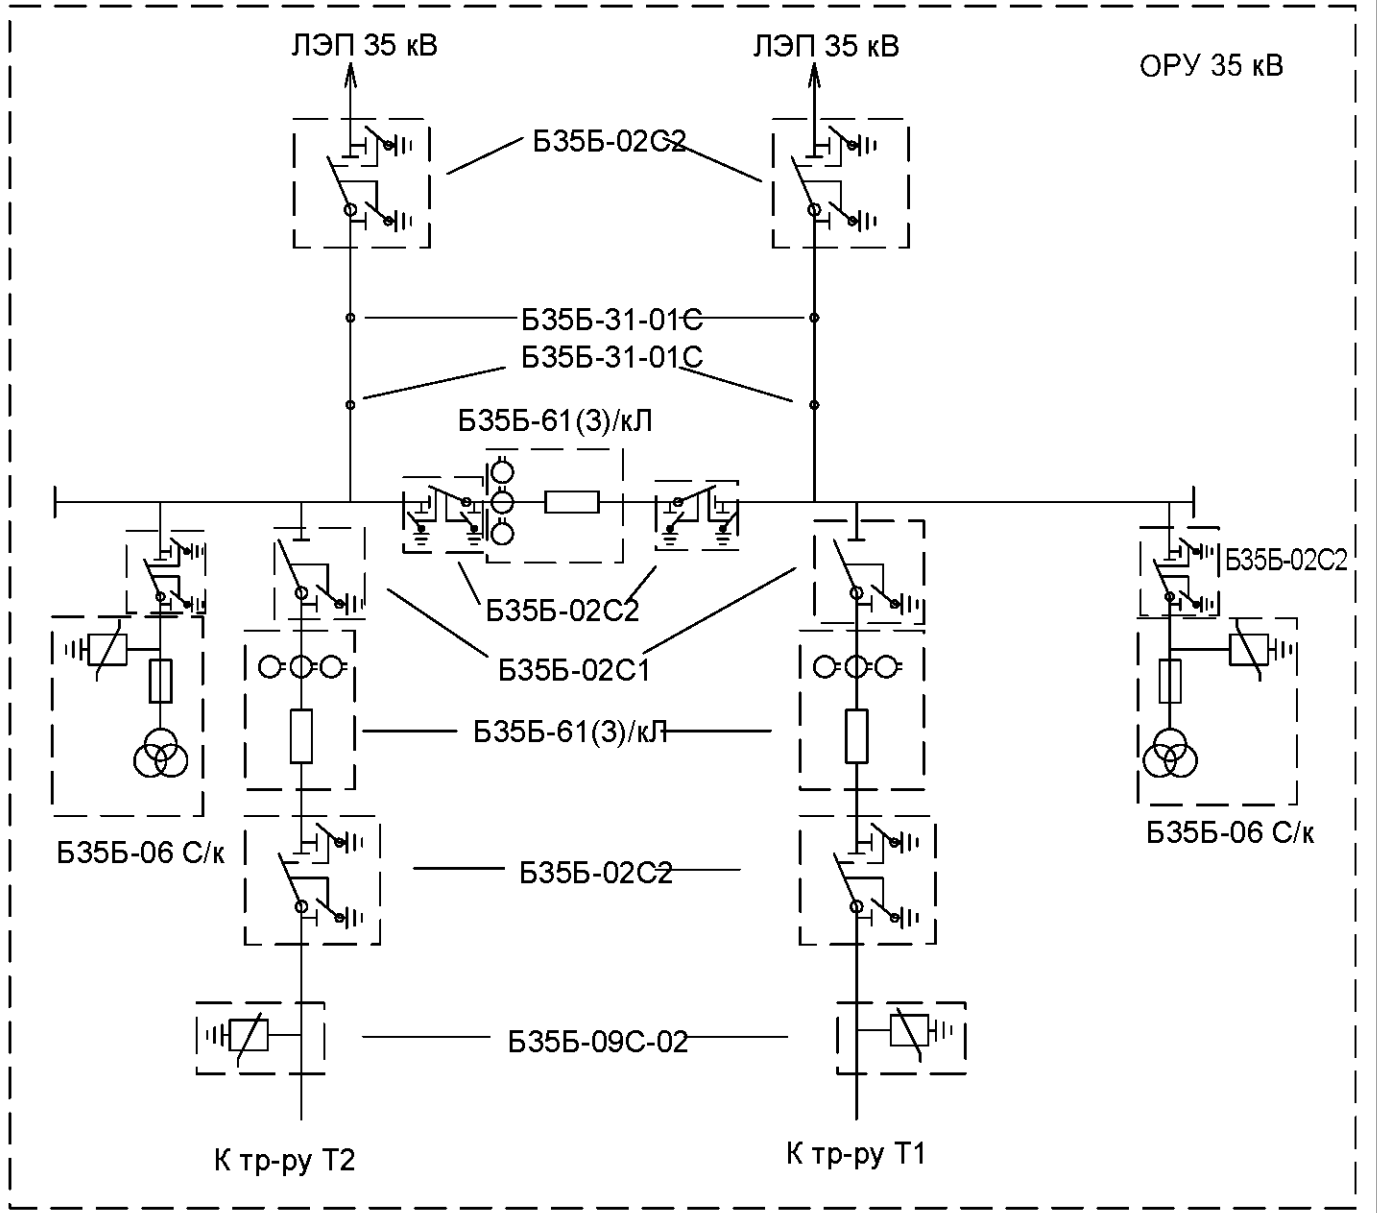 ЛЭП 35 кВ
ЛЭП 35 кВ
ОРУ 35 кВ
Б35Б-02С2
Б35Б-31-01С
Б35Б-31-01С
Б35Б-61(3)/кЛ
Б35Б-02С2
Б35Б-02С2
Б35Б-02С1
Б35Б-61(3)/кЛ
Б35Б-06 С/к
Б35Б-06 С/к
Б35Б-02С2
Б35Б-09С-02
К тр-ру Т2
К тр-ру Т1